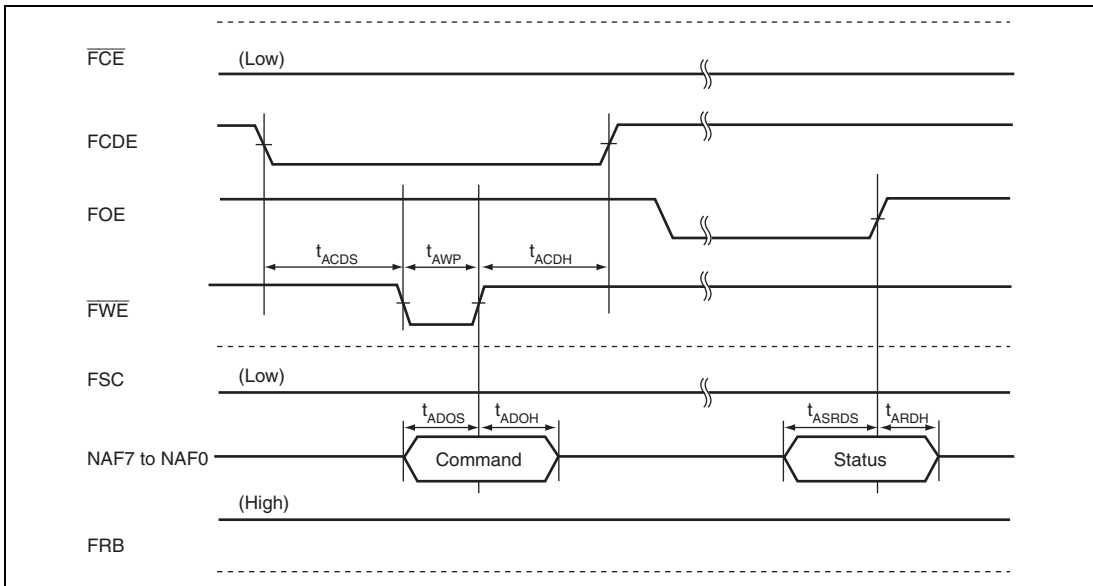 FCE (Low)
FCDE
FOE
tACDS tAWP tACDH
FWE
FSC (Low)
tADOS tADOH tASRDS tARDH
NAF7 to NAF0 Command Status
(High)
FRB